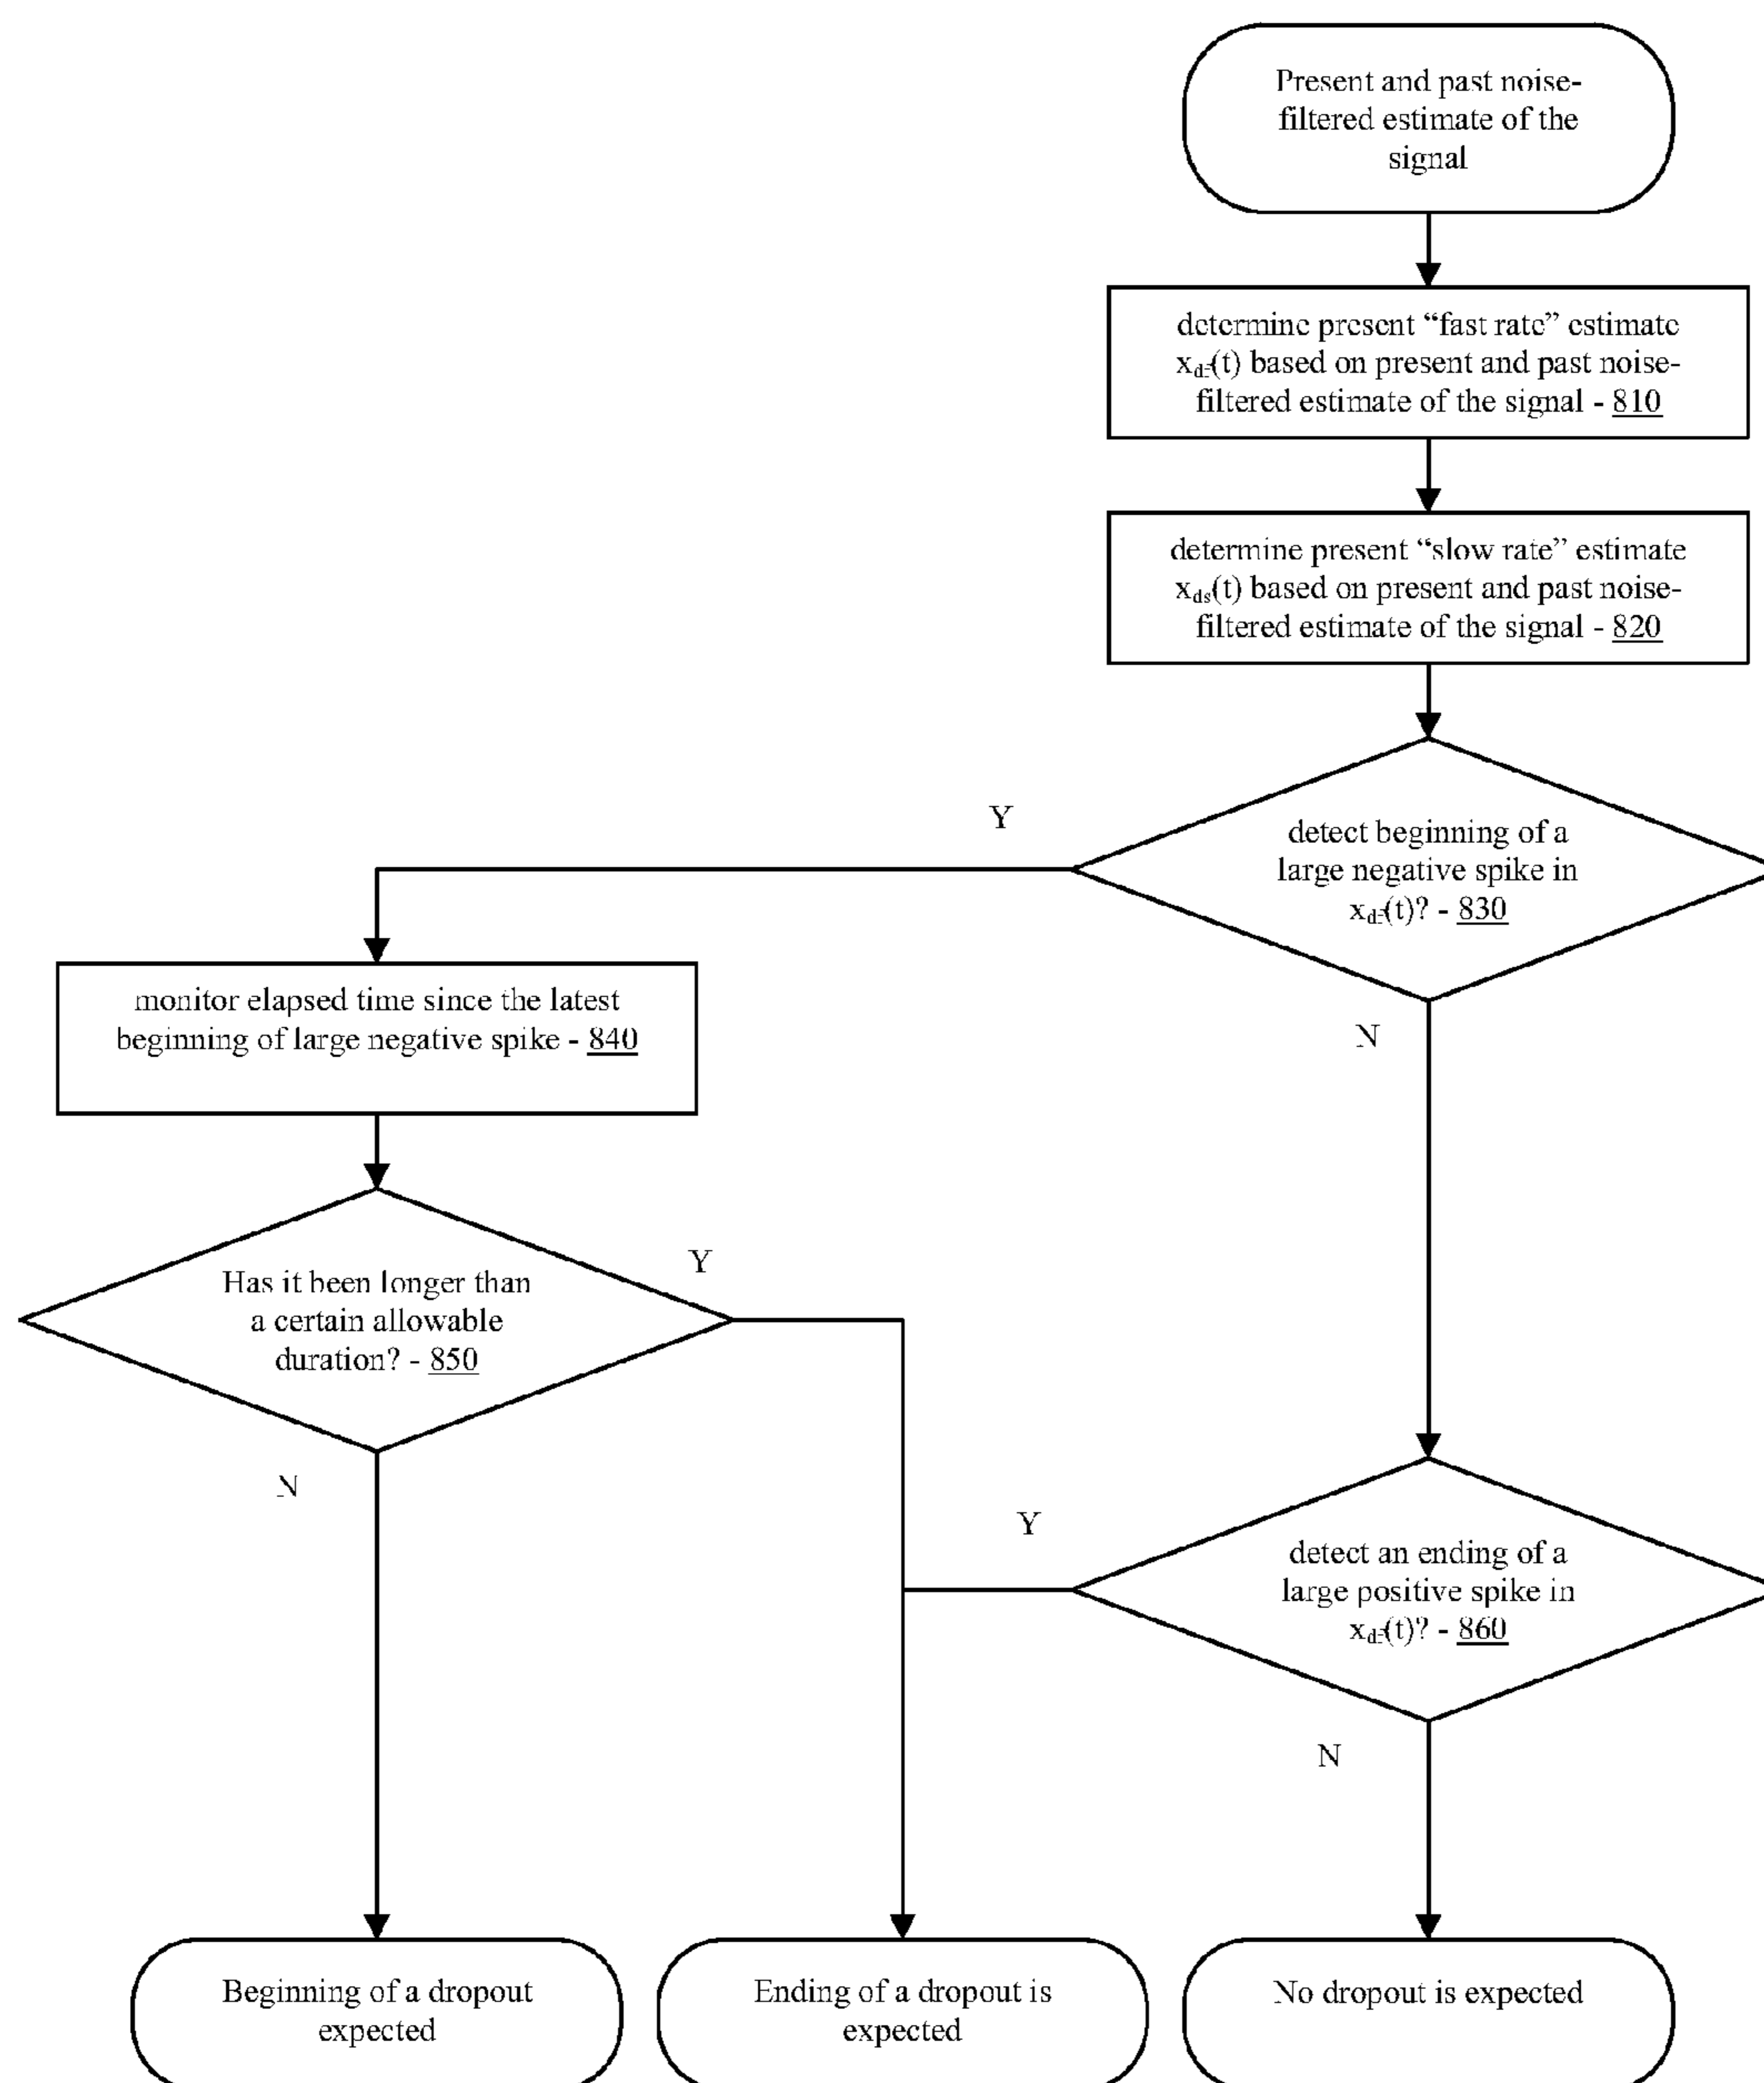 Present and past noise-
filtered estimate of the
signal
determine present “fast rate” estimate
x_df(t) based on present and past noise-
filtered estimate of the signal - 810
determine present “slow rate” estimate
x_ds(t) based on present and past noise-
filtered estimate of the signal - 820
Y
detect beginning of a
large negative spike in
x_df(t)? - 830
N
monitor elapsed time since the latest
beginning of large negative spike - 840
Y
Has it been longer than
a certain allowable
duration? - 850
N
Y
detect an ending of a
large positive spike in
x_df(t)? - 860
N
Beginning of a dropout
expected
Ending of a dropout is
expected
No dropout is expected